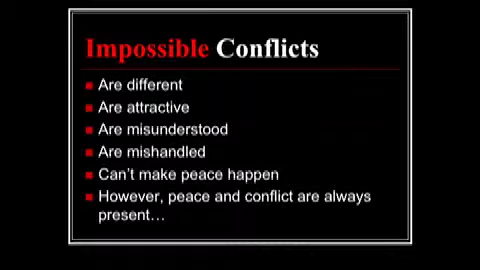 Impossible Conflicts
Are different
Are attractive
Are misunderstood
Are mishandled
Can't make peace happen
However, peace and conflict are always
present…